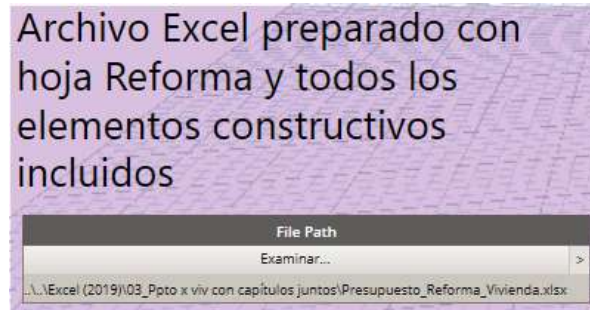 Archivo Excel preparado con
hoja Reforma y todos los
elementos constructivos
incluidos
File Path
Examinar... >
..\..\Excel (2019)\03_Ppto x viv con capítulos juntos\Presupuesto_Reforma_Vivienda.xlsx